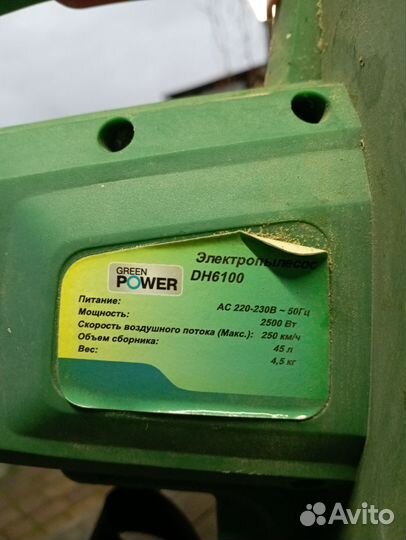 Электропылесос
GREEN POWER DH6100
Питание: AC 220-230В ~ 50Гц
Мощность: 2500 Вт
Скорость воздушного потока (Макс.): 250 км/ч
Объем сборника: 45 л
Вес: 4,5 кг
Avito